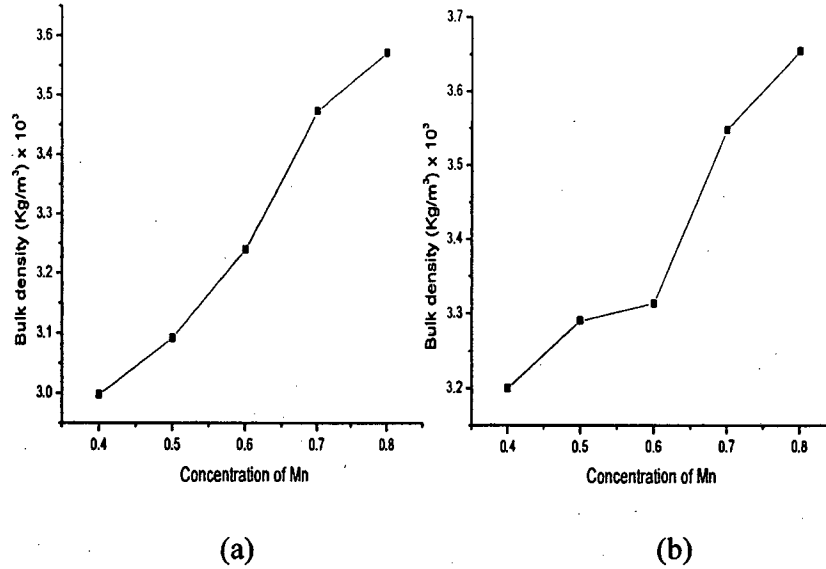 3.6
3.5
3.4
3.3
3.2
3.1
3.0
Bulk density (Kg/m³) x 10³
0.4 0.5 0.6 0.7 0.8
Concentration of Mn
(a)
3.7
3.6
3.5
3.4
3.3
3.2
Bulk density (Kg/m³) x 10³
0.4 0.5 0.6 0.7 0.8
Concentration of Mn
(b)